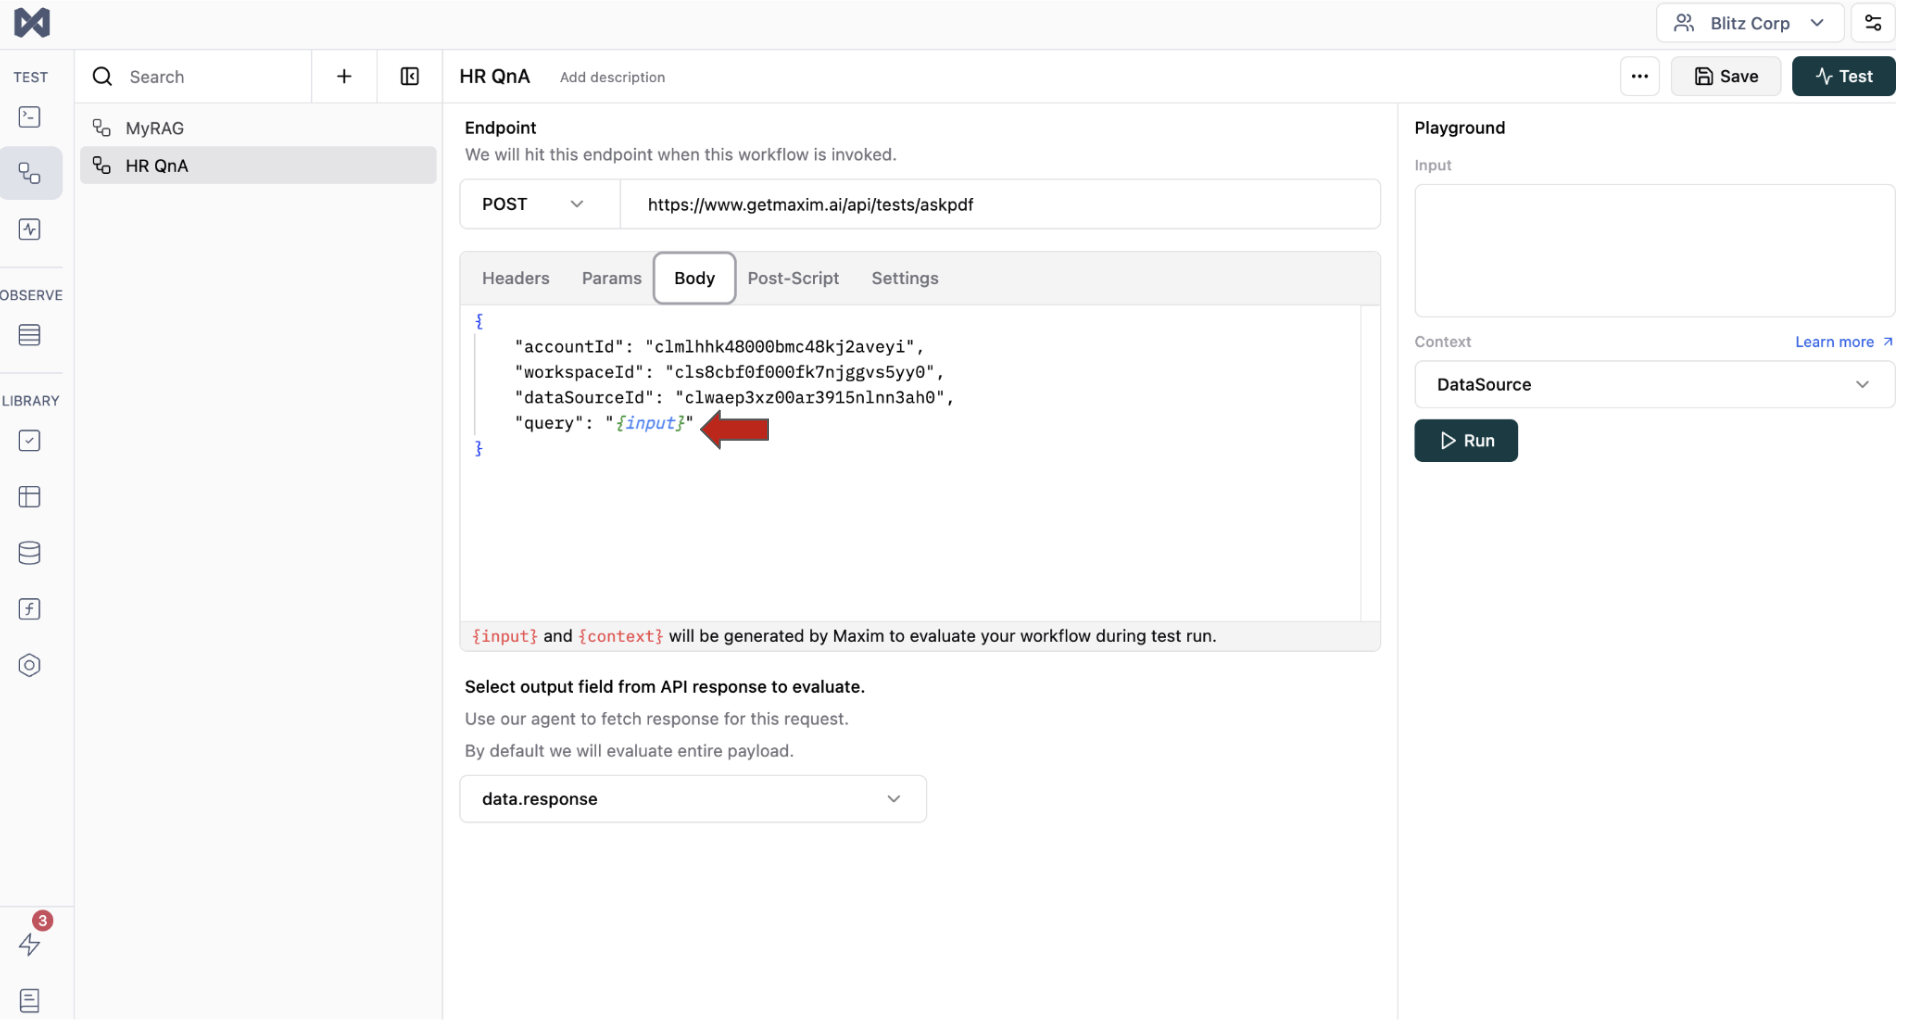 Blitz Corp
TEST
Search
HR QnA
Add description
Save
Test
MyRAG
HR QnA
Endpoint
We will hit this endpoint when this workflow is invoked.
POST
https://www.getmaxim.ai/api/tests/askpdf
Headers
Params
Body
Post-Script
Settings
{
"accountId": "clmlhhk48000bmc48kj2aveyi",
"workspaceId": "cls8cbf0f000fk7njggvs5yy0",
"dataSourceId": "clwaep3xz00ar3915nlnn3ah0",
"query": "{input}"
}
{input} and {context} will be generated by Maxim to evaluate your workflow during test run.
Select output field from API response to evaluate.
Use our agent to fetch response for this request.
By default we will evaluate entire payload.
data.response
Playground
Input
Context
Learn more
DataSource
Run
OBSERVE
LIBRARY
3